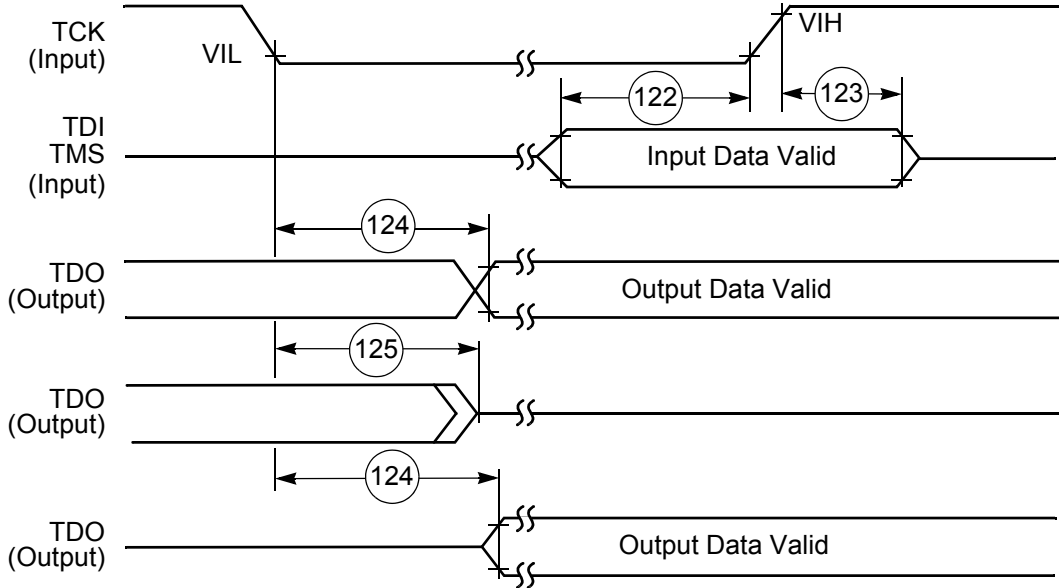 TCK
(Input)
VIL
VIH
122
123
TDI
TMS
(Input)
Input Data Valid
124
TDO
(Output)
Output Data Valid
125
TDO
(Output)
124
TDO
(Output)
Output Data Valid